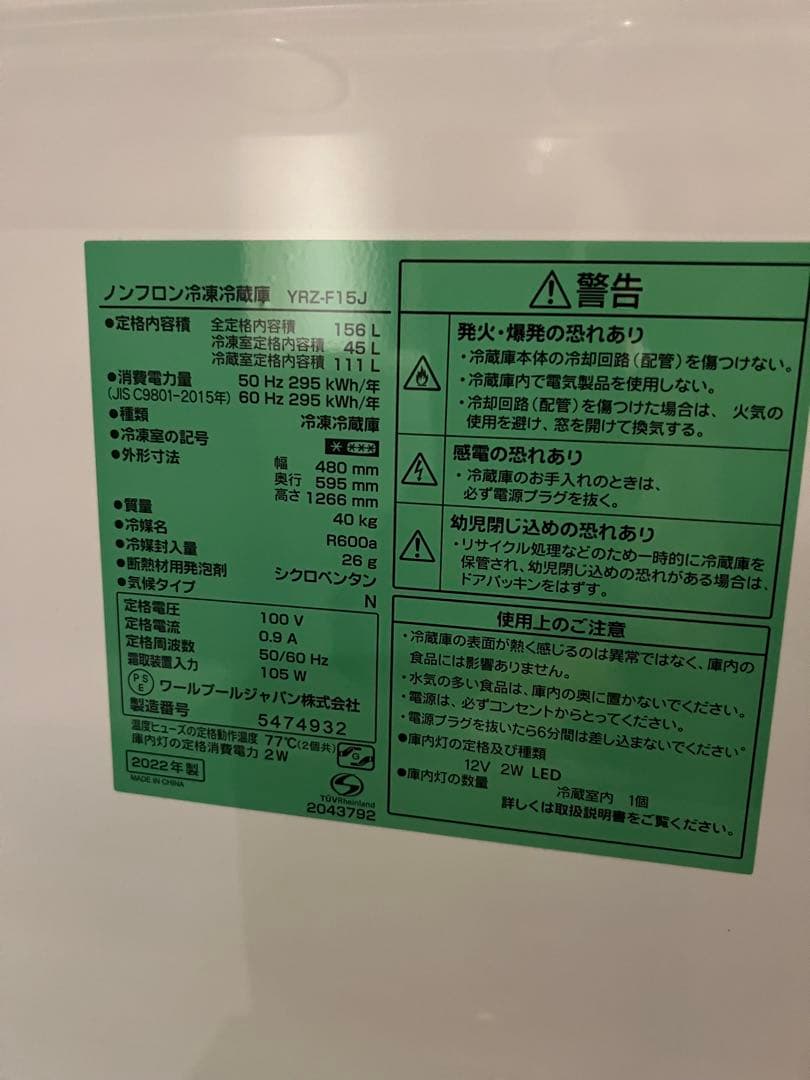 ノンフロン冷凍冷蔵庫 YRZ-F15J
●定格内容積 全定格内容積 156 L
冷凍室定格内容積 45 L
冷蔵室定格内容積 111 L
●消費電力量 50 Hz 295 kWh/年
(JIS C9801-2015年) 60 Hz 295 kWh/年
●種類 冷凍冷蔵庫
●冷凍室の記号 * ***
●外形寸法 幅 480 mm
奥行 595 mm
高さ 1266 mm
●質量 40 kg
●冷媒名 R600a
●冷媒封入量 26 g
●断熱材用発泡剤 シクロペンタン
●気候タイプ N
定格電圧 100 V
定格電流 0.9 A
定格周波数 50/60 Hz
霜取装置入力 105 W
PSE ワールプールジャパン株式会社
製造番号 5474932
温度ヒューズの定格動作温度 77℃(2個共)
庫内灯の定格消費電力 2W
G
2022年製
MADE IN CHINA
TÜVRheinland
2043792
⚠警告
発火・爆発の恐れあり
・冷蔵庫本体の冷却回路(配管)を傷つけない。
・冷蔵庫内で電気製品を使用しない。
・冷却回路(配管)を傷つけた場合は、火気の
使用を避け、窓を開けて換気する。
感電の恐れあり
・冷蔵庫のお手入れのときは、
必ず電源プラグを抜く。
幼児閉じ込めの恐れあり
・リサイクル処理などのため一時的に冷蔵庫を
保管され、幼児閉じ込めの恐れがある場合は、
ドアパッキンをはずす。
使用上のご注意
・冷蔵庫の表面が熱く感じるのは異常ではなく、庫内の
食品には影響ありません。
・水気の多い食品は、庫内の奥に置かないでください。
・電源は、必ずコンセントからとってください。
・電源プラグを抜いたら6分間は差し込まないでください。
●庫内灯の定格及び種類
12V 2W LED
●庫内灯の数量 冷蔵室内 1個
詳しくは取扱説明書をご覧ください。